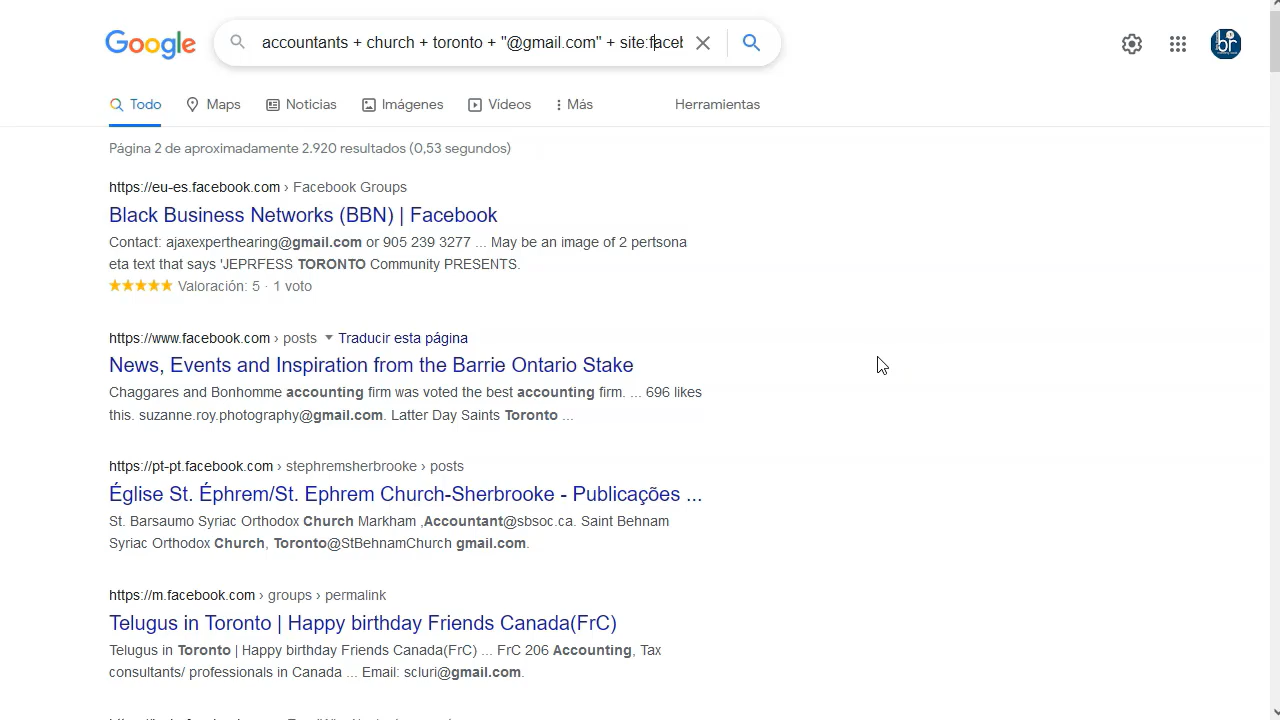 Google
accountants + church + toronto + "@gmail.com" + site:faceb
Todo Maps Noticias Imágenes Vídeos Más Herramientas
Página 2 de aproximadamente 2.920 resultados (0,53 segundos)
https://eu-es.facebook.com › Facebook Groups
Black Business Networks (BBN) | Facebook
Contact: ajaxexperthearing@gmail.com or 905 239 3277 ... May be an image of 2 pertsona
eta text that says 'JEPRFESS TORONTO Community PRESENTS.
Valoración: 5 · 1 voto
https://www.facebook.com › posts Traducir esta página
News, Events and Inspiration from the Barrie Ontario Stake
Chaggares and Bonhomme accounting firm was voted the best accounting firm. ... 696 likes
this. suzanne.roy.photography@gmail.com. Latter Day Saints Toronto ...
https://pt-pt.facebook.com › stephremsherbrooke › posts
Église St. Éphrem/St. Ephrem Church-Sherbrooke - Publicações ...
St. Barsaumo Syriac Orthodox Church Markham ,Accountant@sbsoc.ca. Saint Behnam
Syriac Orthodox Church, Toronto@StBehnamChurch gmail.com.
https://m.facebook.com › groups › permalink
Telugus in Toronto | Happy birthday Friends Canada(FrC)
Telugus in Toronto | Happy birthday Friends Canada(FrC) ... FrC 206 Accounting, Tax
consultants/ professionals in Canada ... Email: scluri@gmail.com.